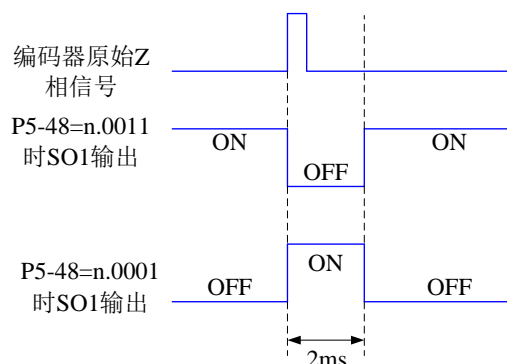 编码器原始Z
相信号
P5-48=n.0011
时SO1输出
ON
OFF
ON
P5-48=n.0001
时SO1输出
OFF
ON
OFF
2ms